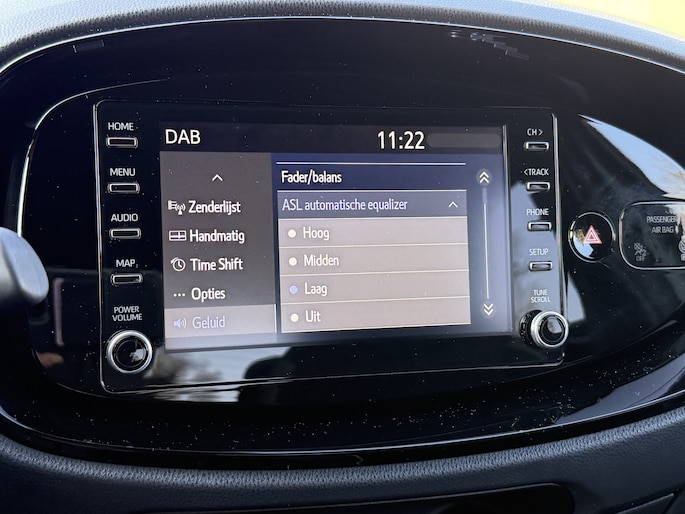 HOME
MENU
AUDIO
MAP
POWER
VOLUME
DAB
11:22
Zenderlijst
Handmatig
Time Shift
Opties
Geluid
Fader/balans
ASL automatische equalizer
Hoog
Midden
Laag
Uit
CH >
<TRACK
PHONE
SETUP
TUNE
SCROLL
PASSENGER
AIR BAG
OFF